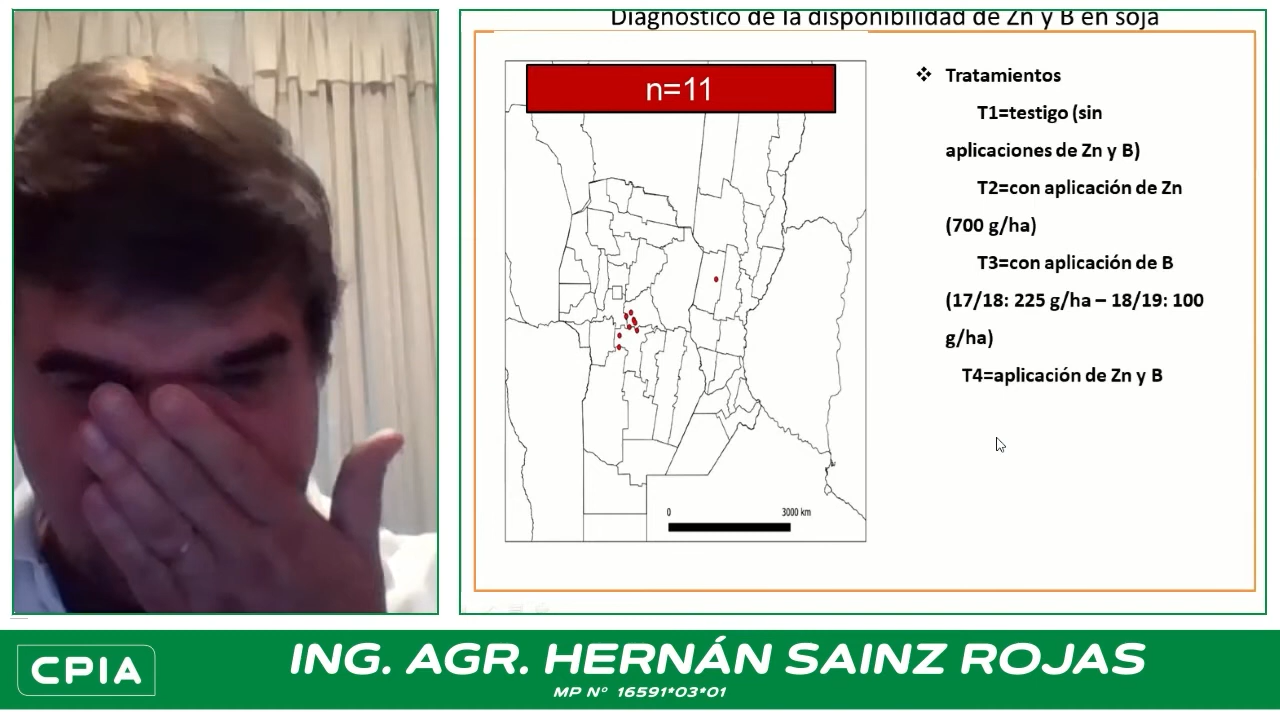 Diagnóstico de la disponibilidad de Zn y B en soja
n=11
❖ Tratamientos
T1=testigo (sin
aplicaciones de Zn y B)
T2=con aplicación de Zn
(700 g/ha)
T3=con aplicación de B
(17/18: 225 g/ha – 18/19: 100
g/ha)
T4=aplicación de Zn y B
0 3000 km
CPIA
ING. AGR. HERNÁN SAINZ ROJAS
MP Nº 16591*03*01